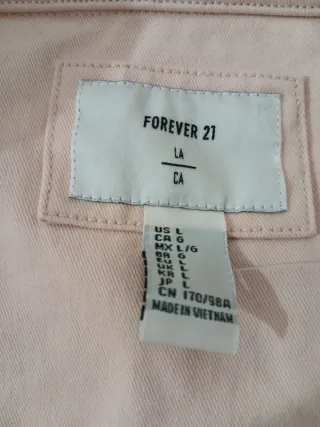 FOREVER 21
LA
CA
US L
CA G
MX L/G
BR G
EU L
UK L
KR L
JP L
CN 170/98A
MADE IN VIETNAM